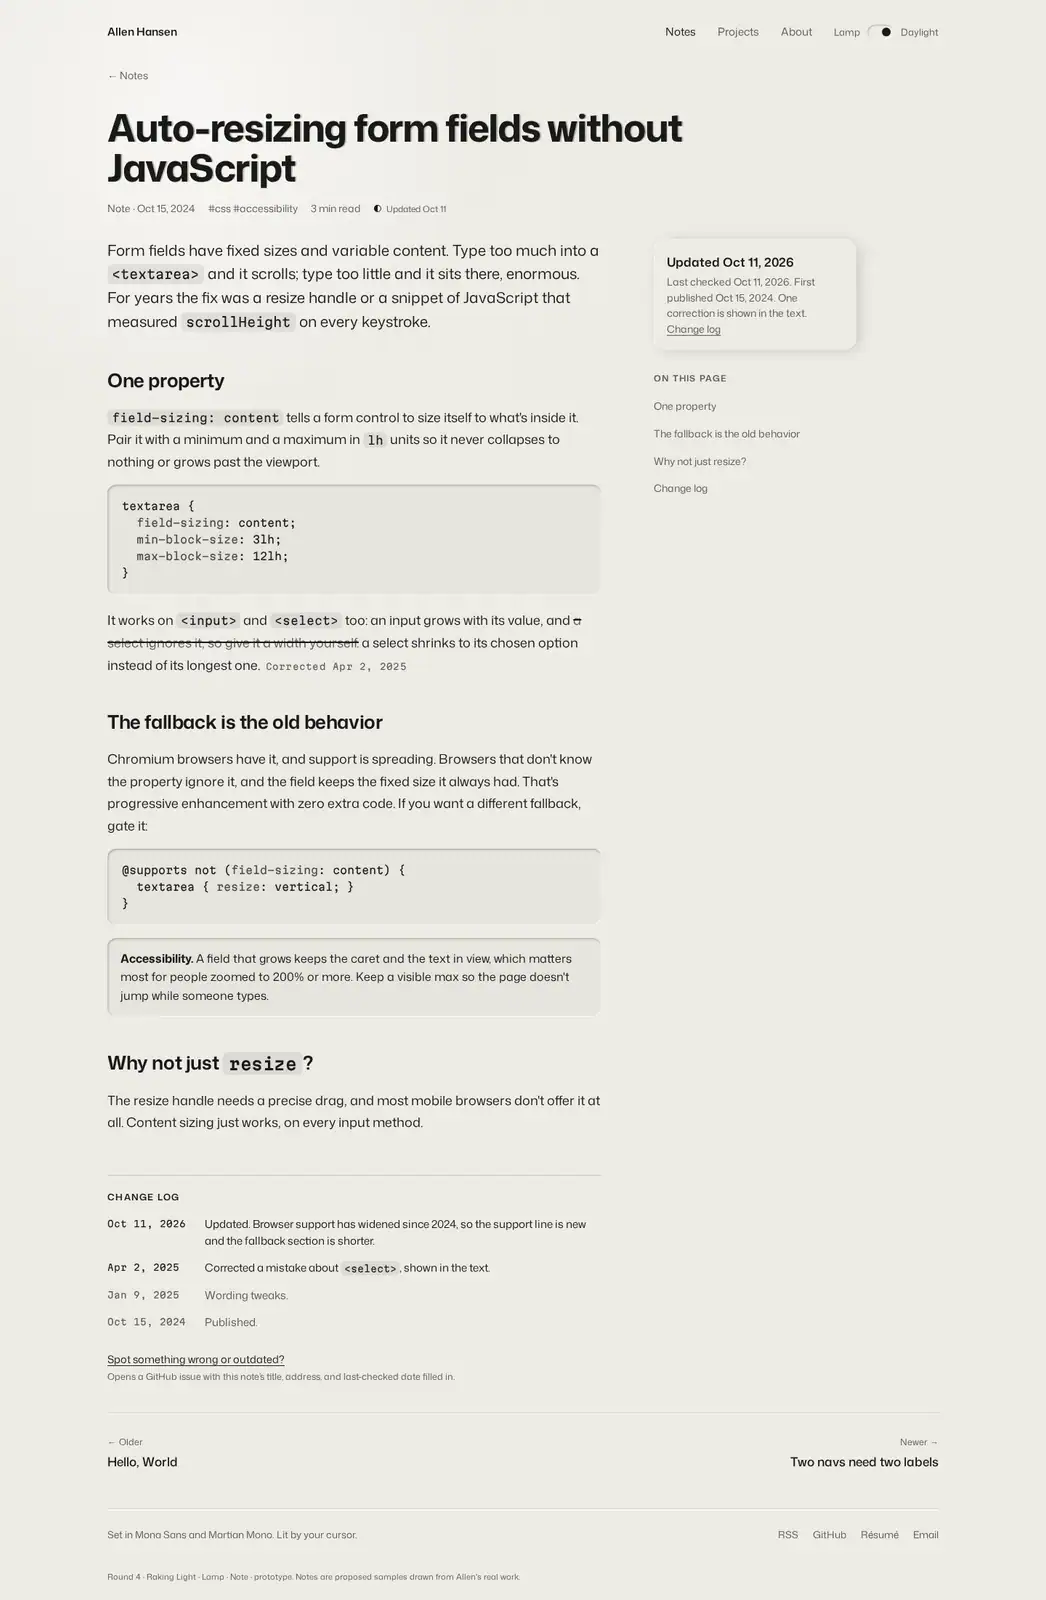 Allen Hansen
Notes Projects About Lamp Daylight
← Notes
Auto-resizing form fields without
JavaScript
Note · Oct 15, 2024 #css #accessibility 3 min read Updated Oct 11
Form fields have fixed sizes and variable content. Type too much into a
<textarea> and it scrolls; type too little and it sits there, enormous.
For years the fix was a resize handle or a snippet of JavaScript that
measured scrollHeight on every keystroke.
Updated Oct 11, 2026
Last checked Oct 11, 2026. First
published Oct 15, 2024. One
correction is shown in the text.
Change log
ON THIS PAGE
One property
The fallback is the old behavior
Why not just resize?
Change log
One property
field-sizing: content tells a form control to size itself to what's inside it.
Pair it with a minimum and a maximum in lh units so it never collapses to
nothing or grows past the viewport.
textarea {
  field-sizing: content;
  min-block-size: 3lh;
  max-block-size: 12lh;
}
It works on <input> and <select> too: an input grows with its value, and a
select ignores it, so give it a width yourself. a select shrinks to its chosen option
instead of its longest one. Corrected Apr 2, 2025
The fallback is the old behavior
Chromium browsers have it, and support is spreading. Browsers that don't know
the property ignore it, and the field keeps the fixed size it always had. That's
progressive enhancement with zero extra code. If you want a different fallback,
gate it:
@supports not (field-sizing: content) {
  textarea { resize: vertical; }
}
Accessibility. A field that grows keeps the caret and the text in view, which matters
most for people zoomed to 200% or more. Keep a visible max so the page doesn't
jump while someone types.
Why not just resize?
The resize handle needs a precise drag, and most mobile browsers don't offer it at
all. Content sizing just works, on every input method.
CHANGE LOG
Oct 11, 2026 Updated. Browser support has widened since 2024, so the support line is new
and the fallback section is shorter.
Apr 2, 2025 Corrected a mistake about <select>, shown in the text.
Jan 9, 2025 Wording tweaks.
Oct 15, 2024 Published.
Spot something wrong or outdated?
Opens a GitHub issue with this note's title, address, and last-checked date filled in.
← Older
Hello, World
Newer →
Two navs need two labels
Set in Mona Sans and Martian Mono. Lit by your cursor.
RSS GitHub Résumé Email
Round 4 · Raking Light · Lamp · Note · prototype. Notes are proposed samples drawn from Allen's real work.